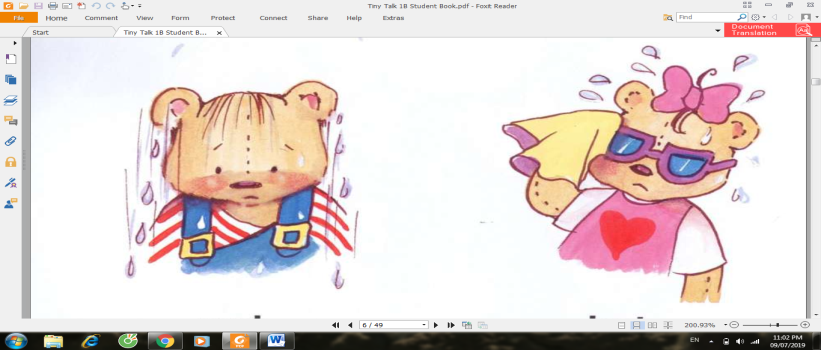 Tiny Talk 1B Student Book.pdf - Foxit Reader
File Home Comment View Form Protect Connect Share Help Extras
Find
Start Tiny Talk 1B Student B...
Document Translation
6 / 49
200.93%
EN
11:02 PM
09/07/2019